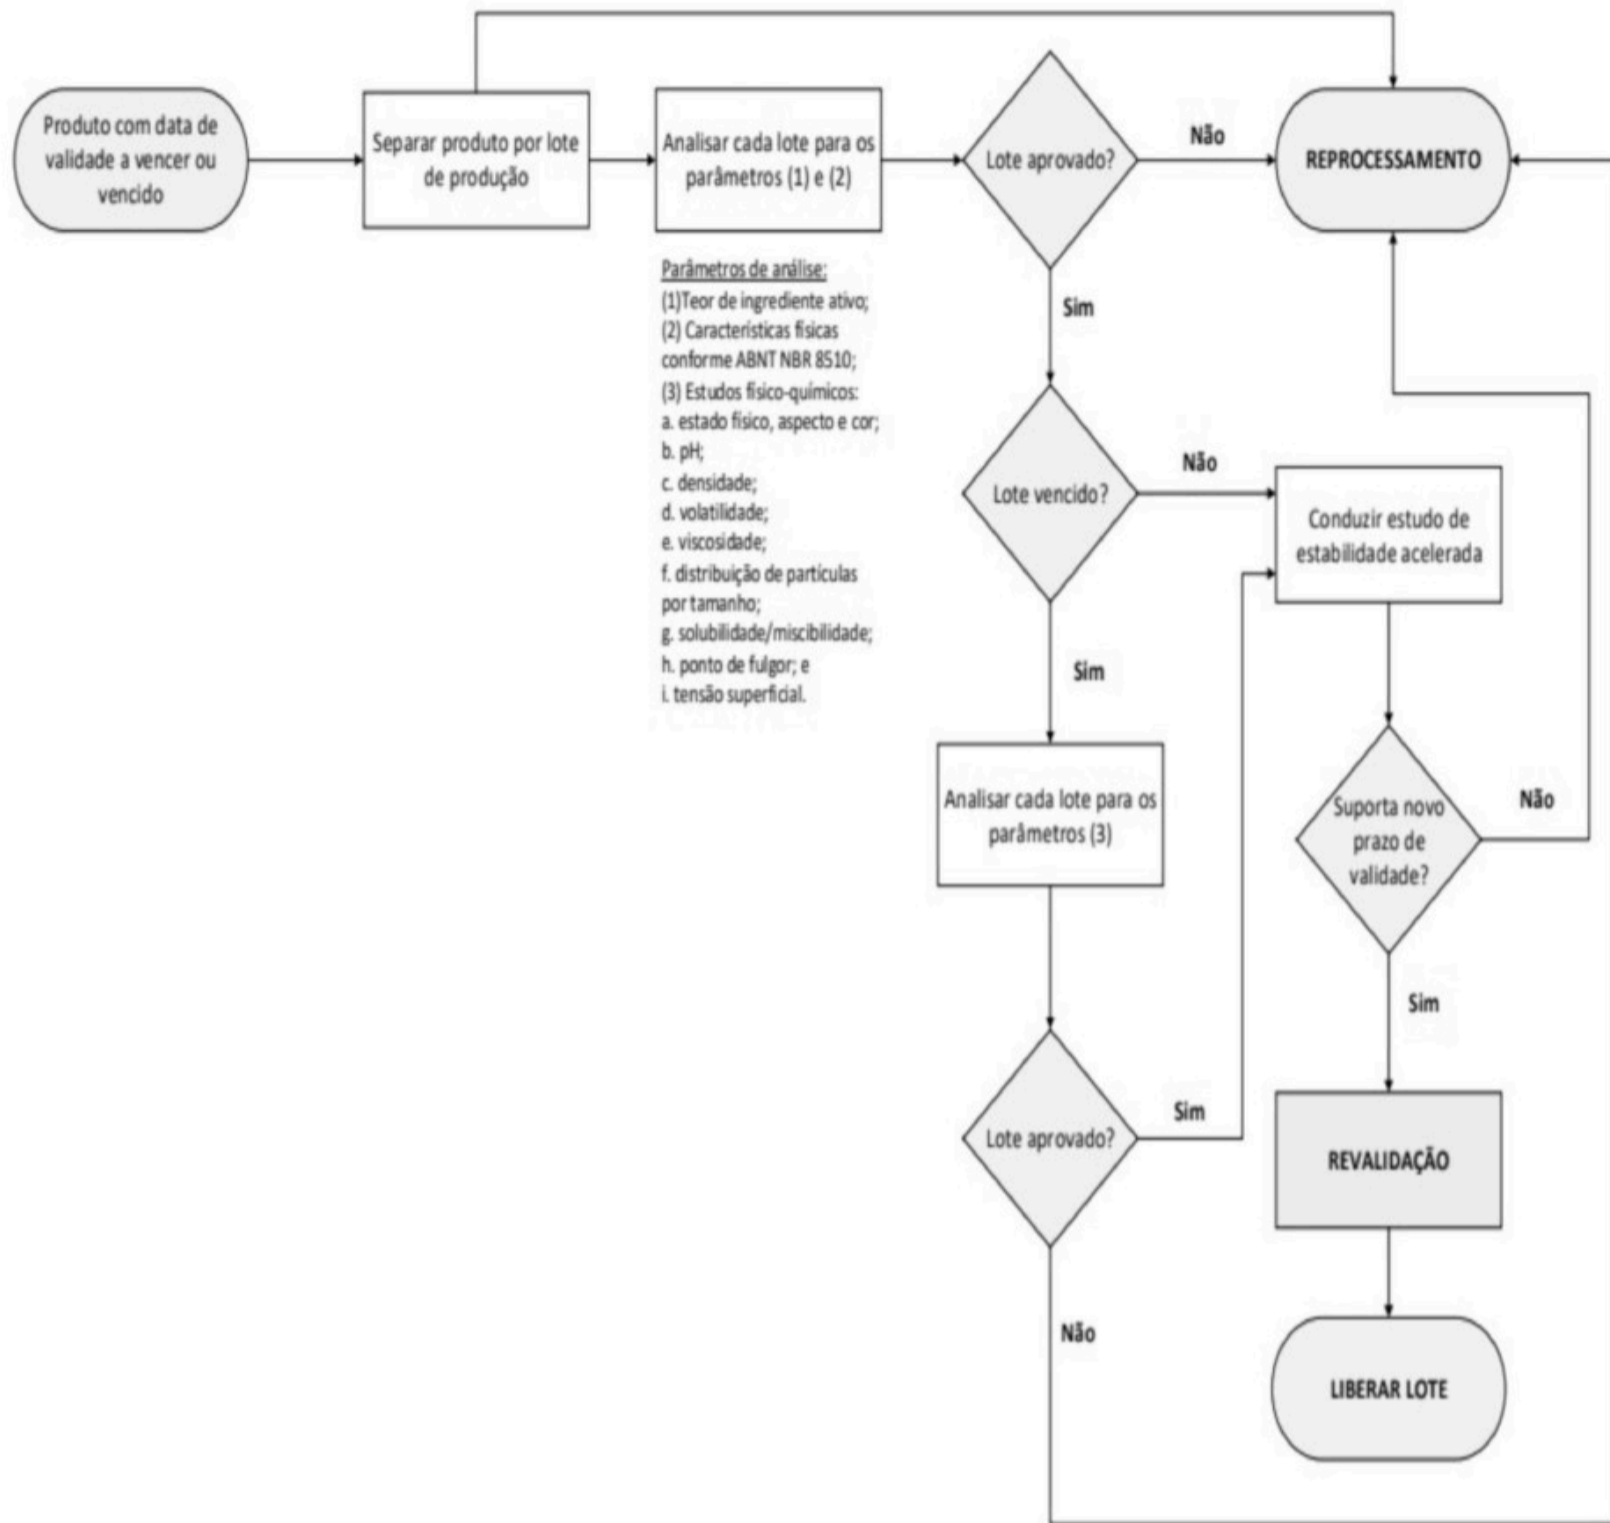 Produto com data de
validade a vencer ou
vencido
Separar produto por lote
de produção
Analisar cada lote para os
parâmetros (1) e (2)
Lote aprovado?
Não
REPROCESSAMENTO
Parâmetros de análise:
(1)Teor de ingrediente ativo;
(2) Características físicas
conforme ABNT NBR 8510;
(3) Estudos físico-químicos:
a. estado físico, aspecto e cor;
b. pH;
c. densidade;
d. volatilidade;
e. viscosidade;
f. distribuição de partículas
por tamanho;
g. solubilidade/miscibilidade;
h. ponto de fulgor; e
i. tensão superficial.
Sim
Lote vencido?
Não
Conduzir estudo de
estabilidade acelerada
Sim
Analisar cada lote para os
parâmetros (3)
Suporta novo
prazo de
validade?
Não
Sim
Lote aprovado?
Sim
REVALIDAÇÃO
Não
LIBERAR LOTE